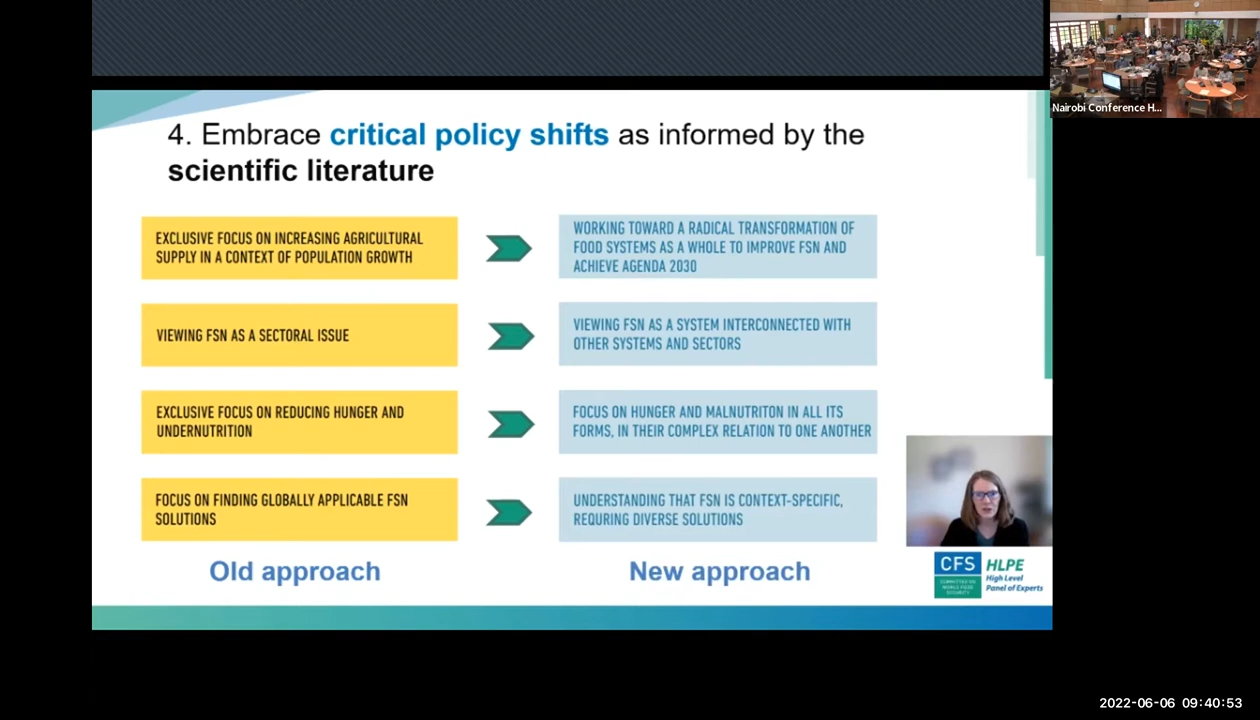 Nairobi Conference H...
4. Embrace critical policy shifts as informed by the
scientific literature
EXCLUSIVE FOCUS ON INCREASING AGRICULTURAL
SUPPLY IN A CONTEXT OF POPULATION GROWTH
WORKING TOWARD A RADICAL TRANSFORMATION OF
FOOD SYSTEMS AS A WHOLE TO IMPROVE FSN AND
ACHIEVE AGENDA 2030
VIEWING FSN AS A SECTORAL ISSUE
VIEWING FSN AS A SYSTEM INTERCONNECTED WITH
OTHER SYSTEMS AND SECTORS
EXCLUSIVE FOCUS ON REDUCING HUNGER AND
UNDERNUTRITION
FOCUS ON HUNGER AND MALNUTRITON IN ALL ITS
FORMS, IN THEIR COMPLEX RELATION TO ONE ANOTHER
FOCUS ON FINDING GLOBALLY APPLICABLE FSN
SOLUTIONS
UNDERSTANDING THAT FSN IS CONTEXT-SPECIFIC,
REQURING DIVERSE SOLUTIONS
Old approach
New approach
CFS
COMMITTEE ON
WORLD FOOD
SECURITY
HLPE
High Level
Panel of Experts
2022-06-06 09:40:53